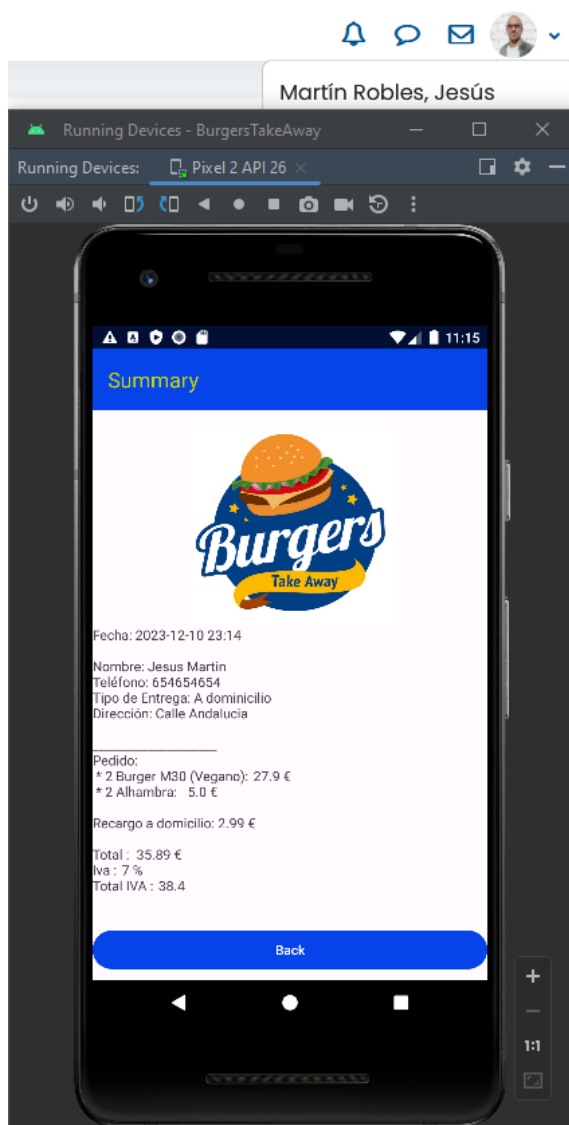 Martín Robles, Jesús
Running Devices - BurgersTakeAway
Running Devices: Pixel 2 API 26
11:15
Summary
Burgers
Take Away
Fecha: 2023-12-10 23:14
Nombre: Jesus Martin
Teléfono: 654654654
Tipo de Entrega: A dominicilio
Dirección: Calle Andalucia
____________________
Pedido:
* 2 Burger M30 (Vegano): 27.9 €
* 2 Alhambra: 5.0 €
Recargo a domicilio: 2.99 €
Total : 35.89 €
Iva : 7 %
Total IVA : 38.4
Back
1:1